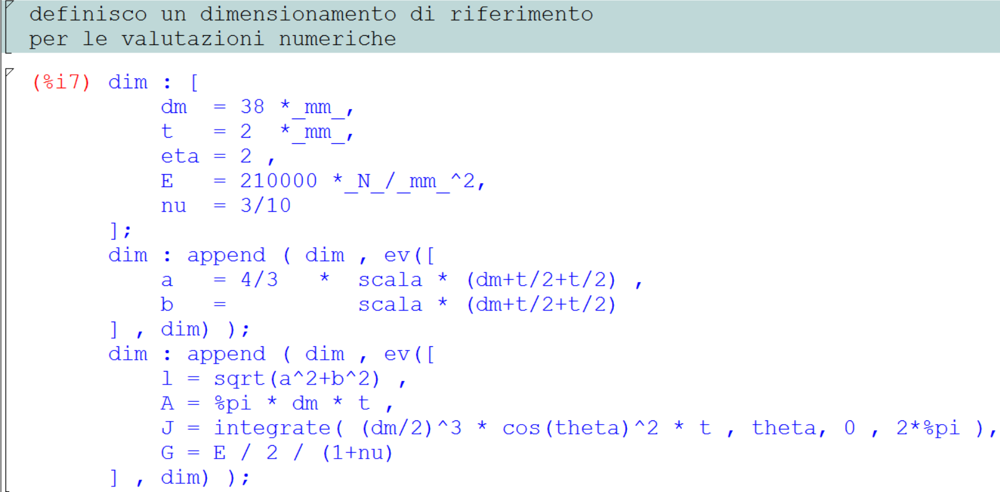 definisco un dimensionamento di riferimento
per le valutazioni numeriche
(%i7) dim : [
dm = 38 *_mm_,
t = 2 *_mm_,
eta = 2 ,
E = 210000 *_N_/_mm_^2,
nu = 3/10
];
dim : append ( dim , ev([
a = 4/3 * scala * (dm+t/2+t/2) ,
b = scala * (dm+t/2+t/2)
] , dim) );
dim : append ( dim , ev([
l = sqrt(a^2+b^2) ,
A = %pi * dm * t ,
J = integrate( (dm/2)^3 * cos(theta)^2 * t , theta, 0 , 2*%pi ),
G = E / 2 / (1+nu)
] , dim) );